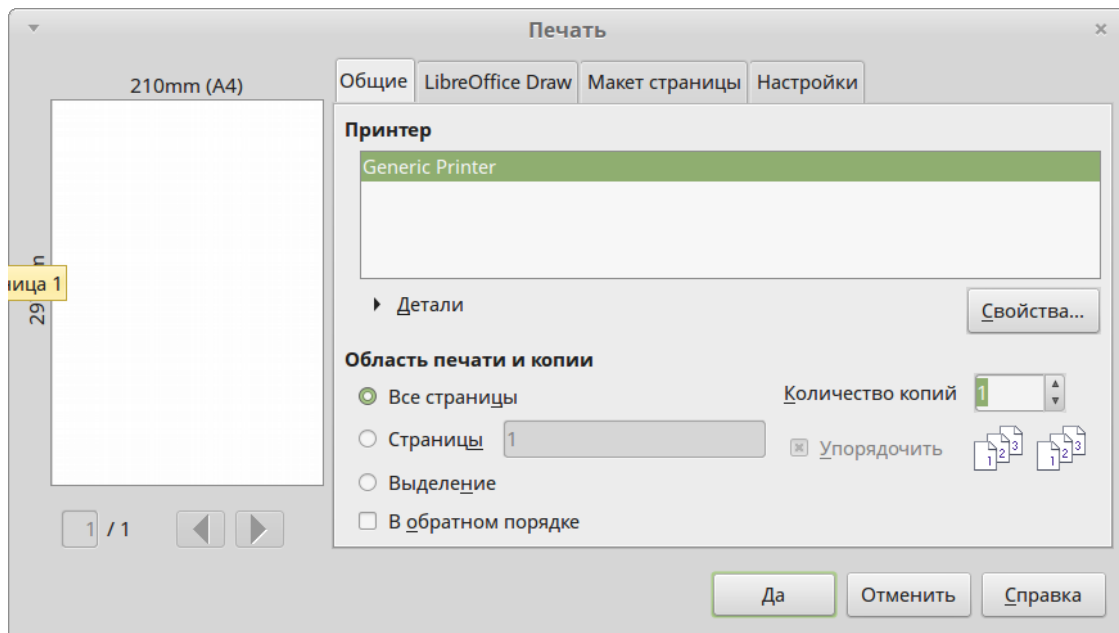 Печать
210mm (A4)
Общие
LibreOffice Draw
Макет страницы
Настройки
Принтер
Generic Printer
Детали
Свойства...
Область печати и копии
Все страницы
Количество копий
1
Страницы
1
Упорядочить
1 2 3
1 2 3
Выделение
В обратном порядке
1 / 1
Да
Отменить
Справка